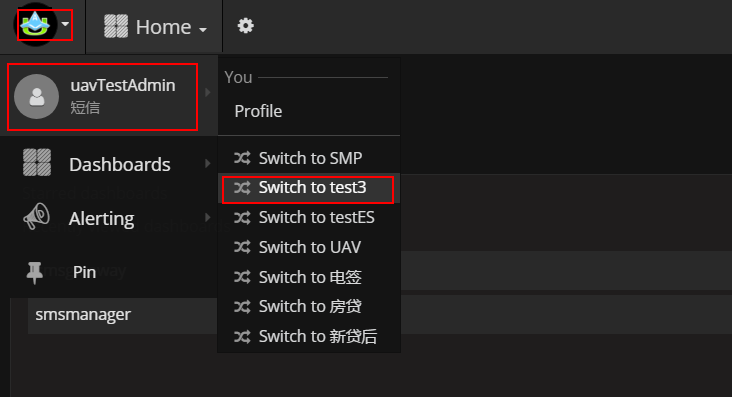 Home
uavTestAdmin
短信
You
Profile
Dashboards
Switch to SMP
Switch to test3
Alerting
Switch to testES
Switch to UAV
Pin
Switch to 电签
Switch to 房贷
smsmanager
Switch to 新贷后